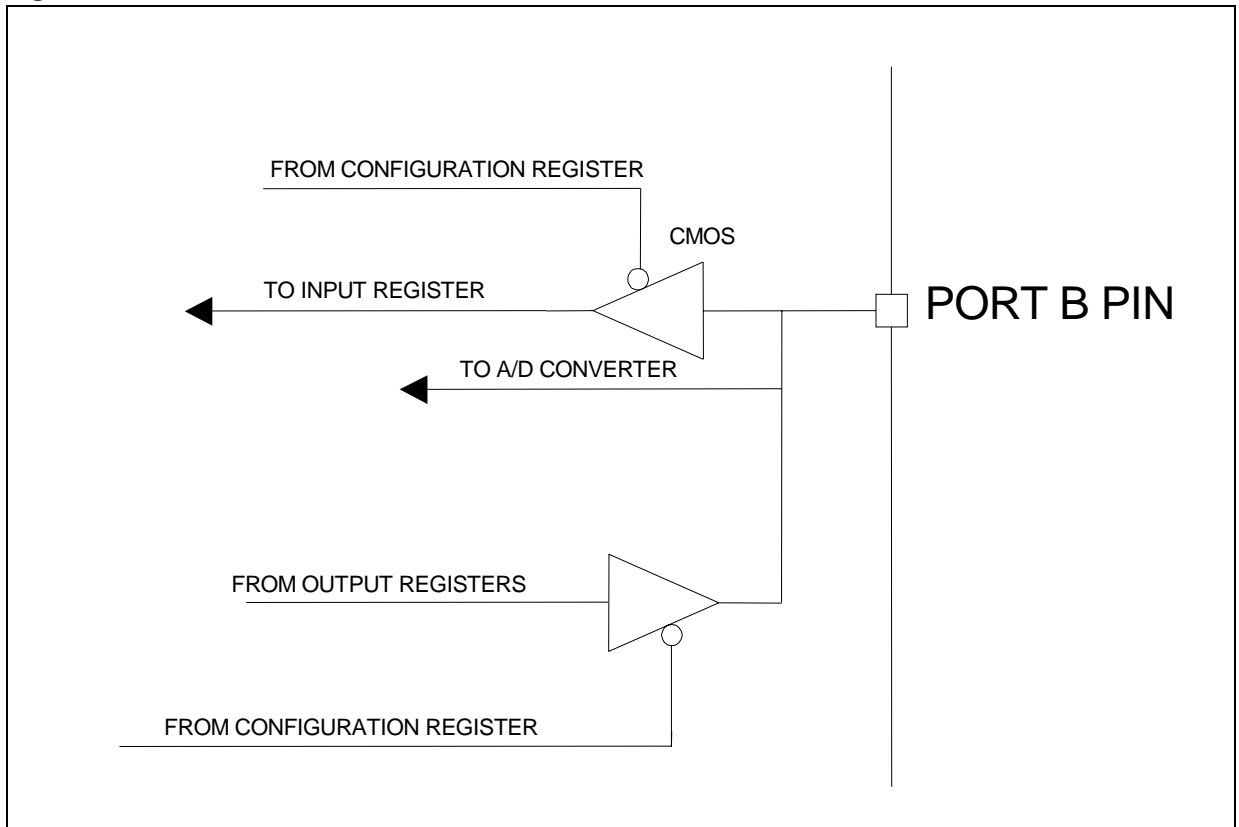 FROM CONFIGURATION REGISTER
CMOS
TO INPUT REGISTER
PORT B PIN
TO A/D CONVERTER
FROM OUTPUT REGISTERS
FROM CONFIGURATION REGISTER